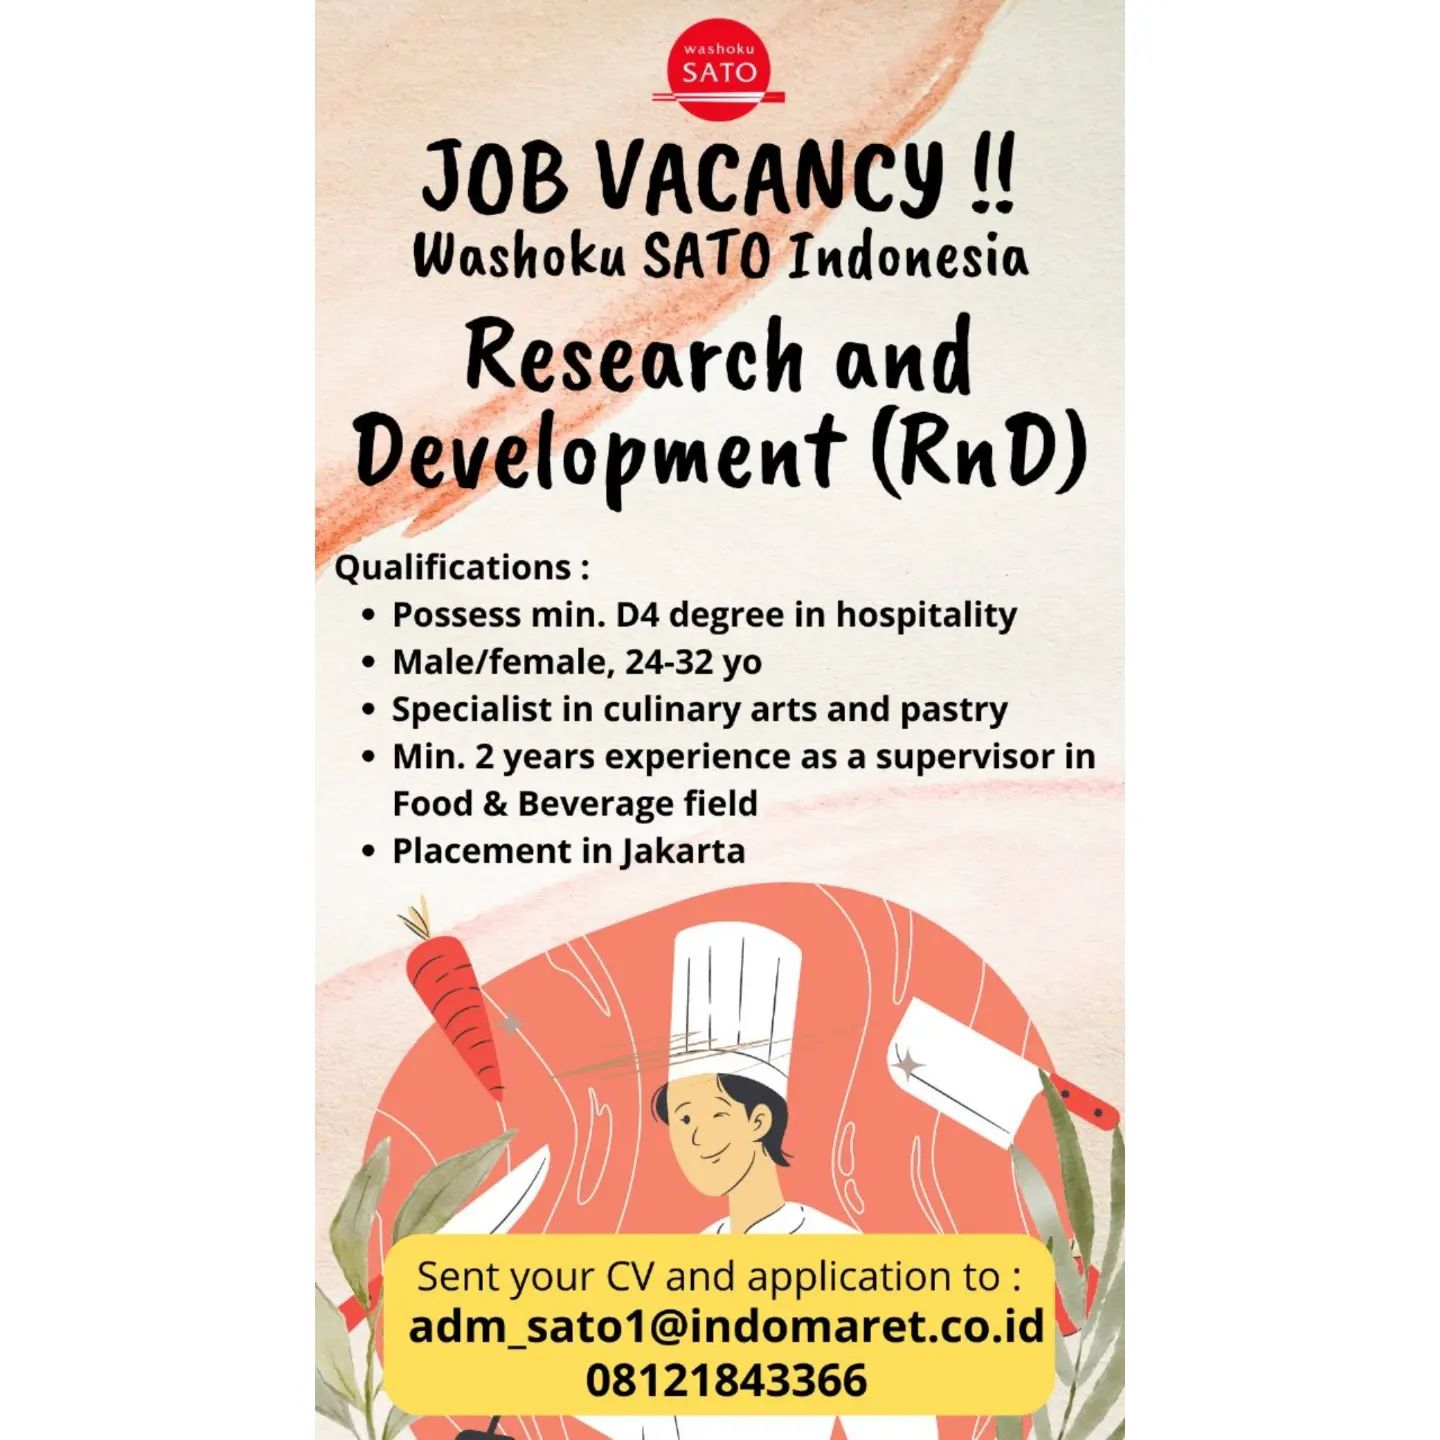 washoku
SATO
JOB VACANCY !!
Washoku SATO Indonesia
Research and
Development (RnD)
Qualifications :
• Possess min. D4 degree in hospitality
• Male/female, 24-32 yo
• Specialist in culinary arts and pastry
• Min. 2 years experience as a supervisor in
Food & Beverage field
• Placement in Jakarta
Sent your CV and application to :
adm_sato1@indomaret.co.id
08121843366